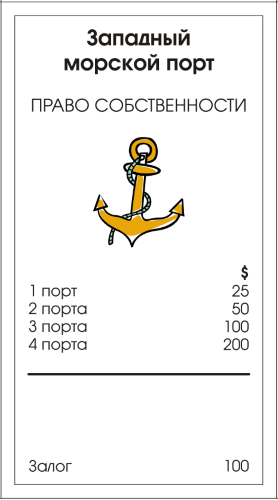 Западный
морской порт
ПРАВО СОБСТВЕННОСТИ
$
1 порт 25
2 порта 50
3 порта 100
4 порта 200
Залог 100